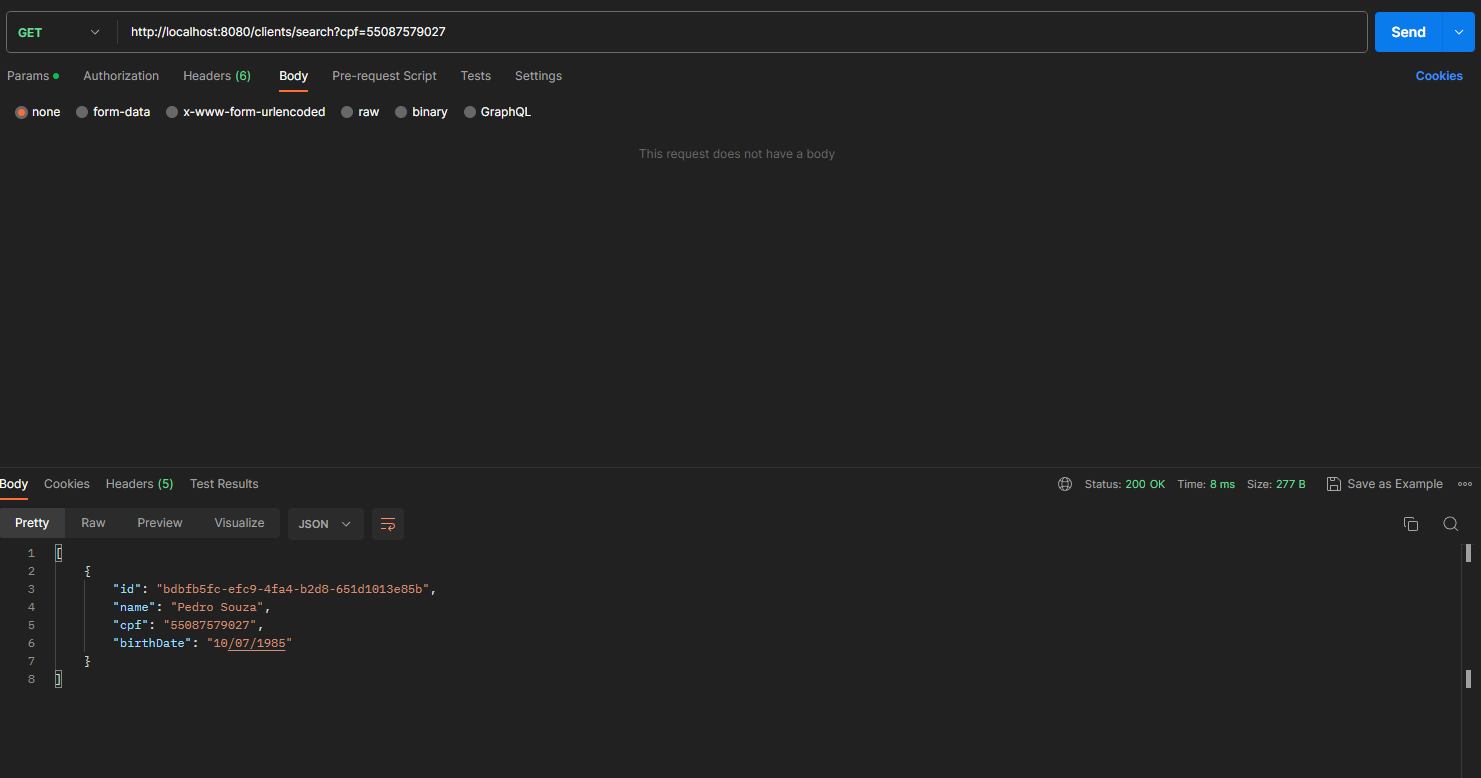 GET http://localhost:8080/clients/search?cpf=55087579027 Send
Params Authorization Headers (6) Body Pre-request Script Tests Settings Cookies
none form-data x-www-form-urlencoded raw binary GraphQL
This request does not have a body
Body Cookies Headers (5) Test Results Status: 200 OK Time: 8 ms Size: 277 B Save as Example
Pretty Raw Preview Visualize JSON
1 [
2 {
3 "id": "bdbfb5fc-efc9-4fa4-b2d8-651d1013e85b",
4 "name": "Pedro Souza",
5 "cpf": "55087579027",
6 "birthDate": "10/07/1985"
7 }
8 ]